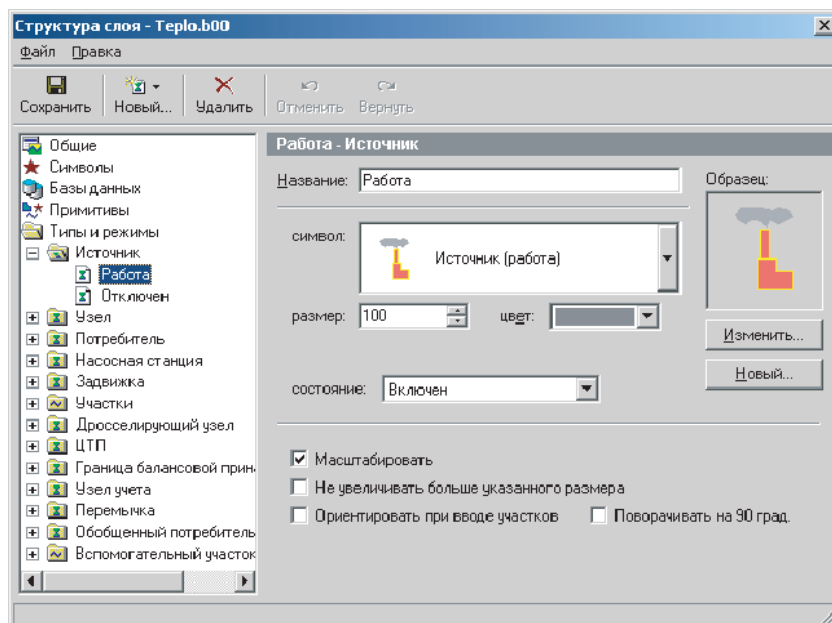 Структура слоя - Teplo.b00
Файл Правка
Сохранить Новый... Удалить Отменить Вернуть
Общие
Символы
Базы данных
Примитивы
Типы и режимы
Источник
Работа
Отключен
Узел
Потребитель
Насосная станция
Задвижка
Участки
Дросселирующий узел
ЦТП
Граница балансовой прин
Узел учета
Перемычка
Обобщенный потребитель
Вспомогательный участок
Работа - Источник
Название: Работа
Образец:
символ: Источник (работа)
размер: 100 цвет:
Изменить...
Новый...
состояние: Включен
Масштабировать
Не увеличивать больше указанного размера
Ориентировать при вводе участков Поворачивать на 90 град.